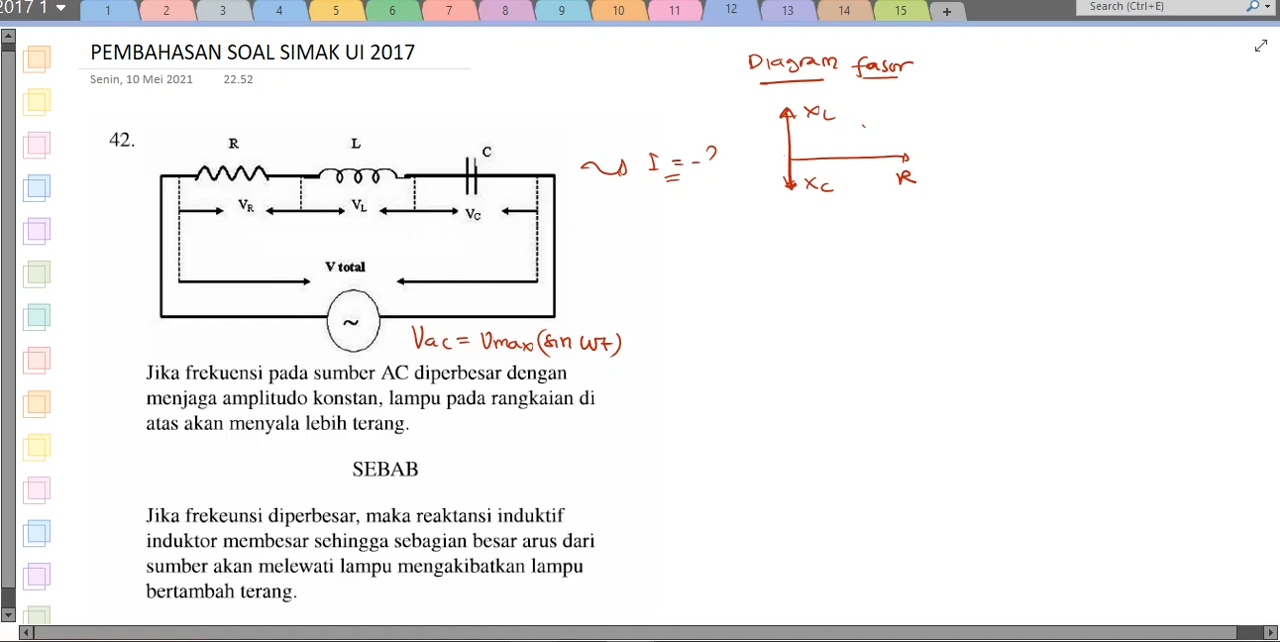 2017 1
1 2 3 4 5 6 7 8 9 10 11 12 13 14 15 +
Search (Ctrl+E)
PEMBAHASAN SOAL SIMAK UI 2017
Senin, 10 Mei 2021 22.52
Diagram fasor
XL
XC
R
I = - ?
42.
R L C
VR VL VC
V total
~
Vac = Vmax (sin ωt)
Jika frekuensi pada sumber AC diperbesar dengan
menjaga amplitudo konstan, lampu pada rangkaian di
atas akan menyala lebih terang.
SEBAB
Jika frekeunsi diperbesar, maka reaktansi induktif
induktor membesar sehingga sebagian besar arus dari
sumber akan melewati lampu mengakibatkan lampu
bertambah terang.